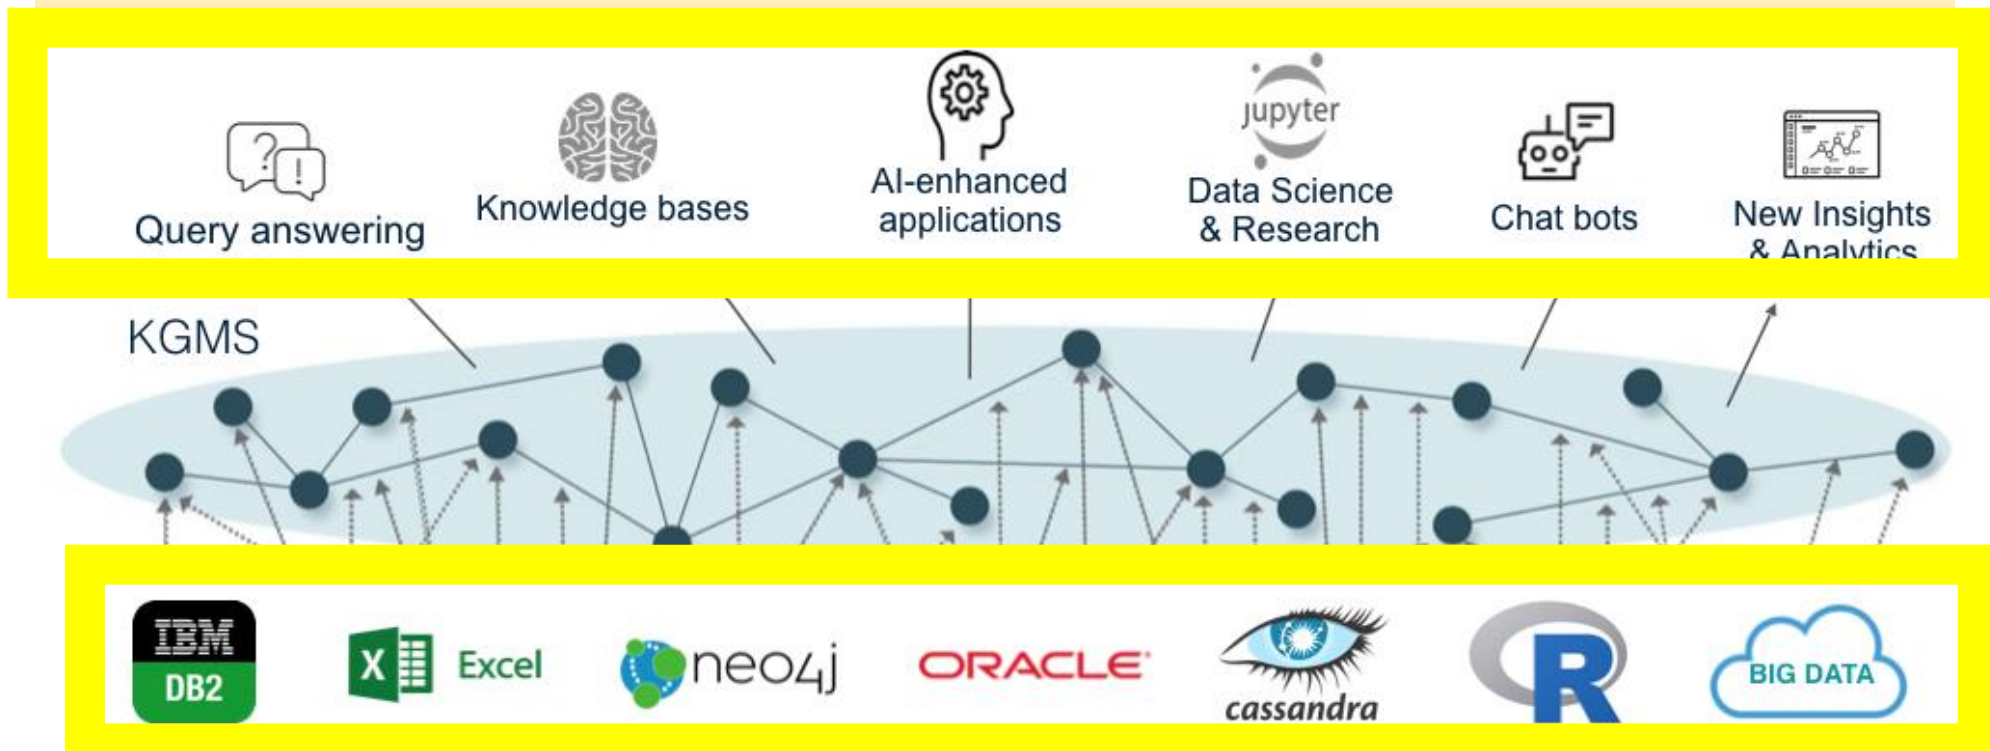 ? !
Query answering
Knowledge bases
AI-enhanced
applications
jupyter
Data Science
& Research
Chat bots
New Insights
& Analytics
KGMS
IBM
DB2
X Excel
neo4j
ORACLE
cassandra
R
BIG DATA